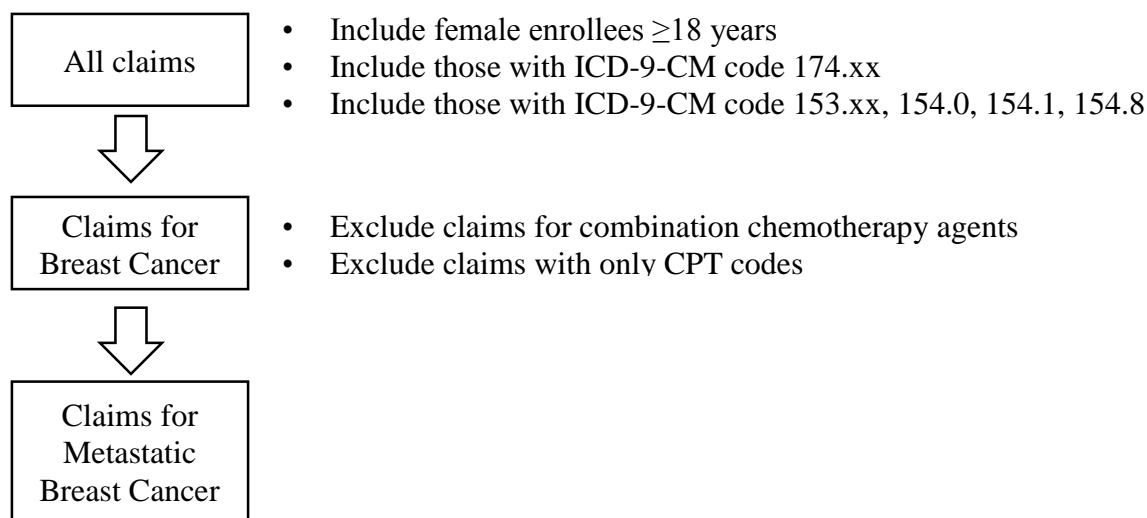 All claims
• Include female enrollees ≥18 years
• Include those with ICD-9-CM code 174.xx
• Include those with ICD-9-CM code 153.xx, 154.0, 154.1, 154.8
Claims for
Breast Cancer
• Exclude claims for combination chemotherapy agents
• Exclude claims with only CPT codes
Claims for
Metastatic
Breast Cancer